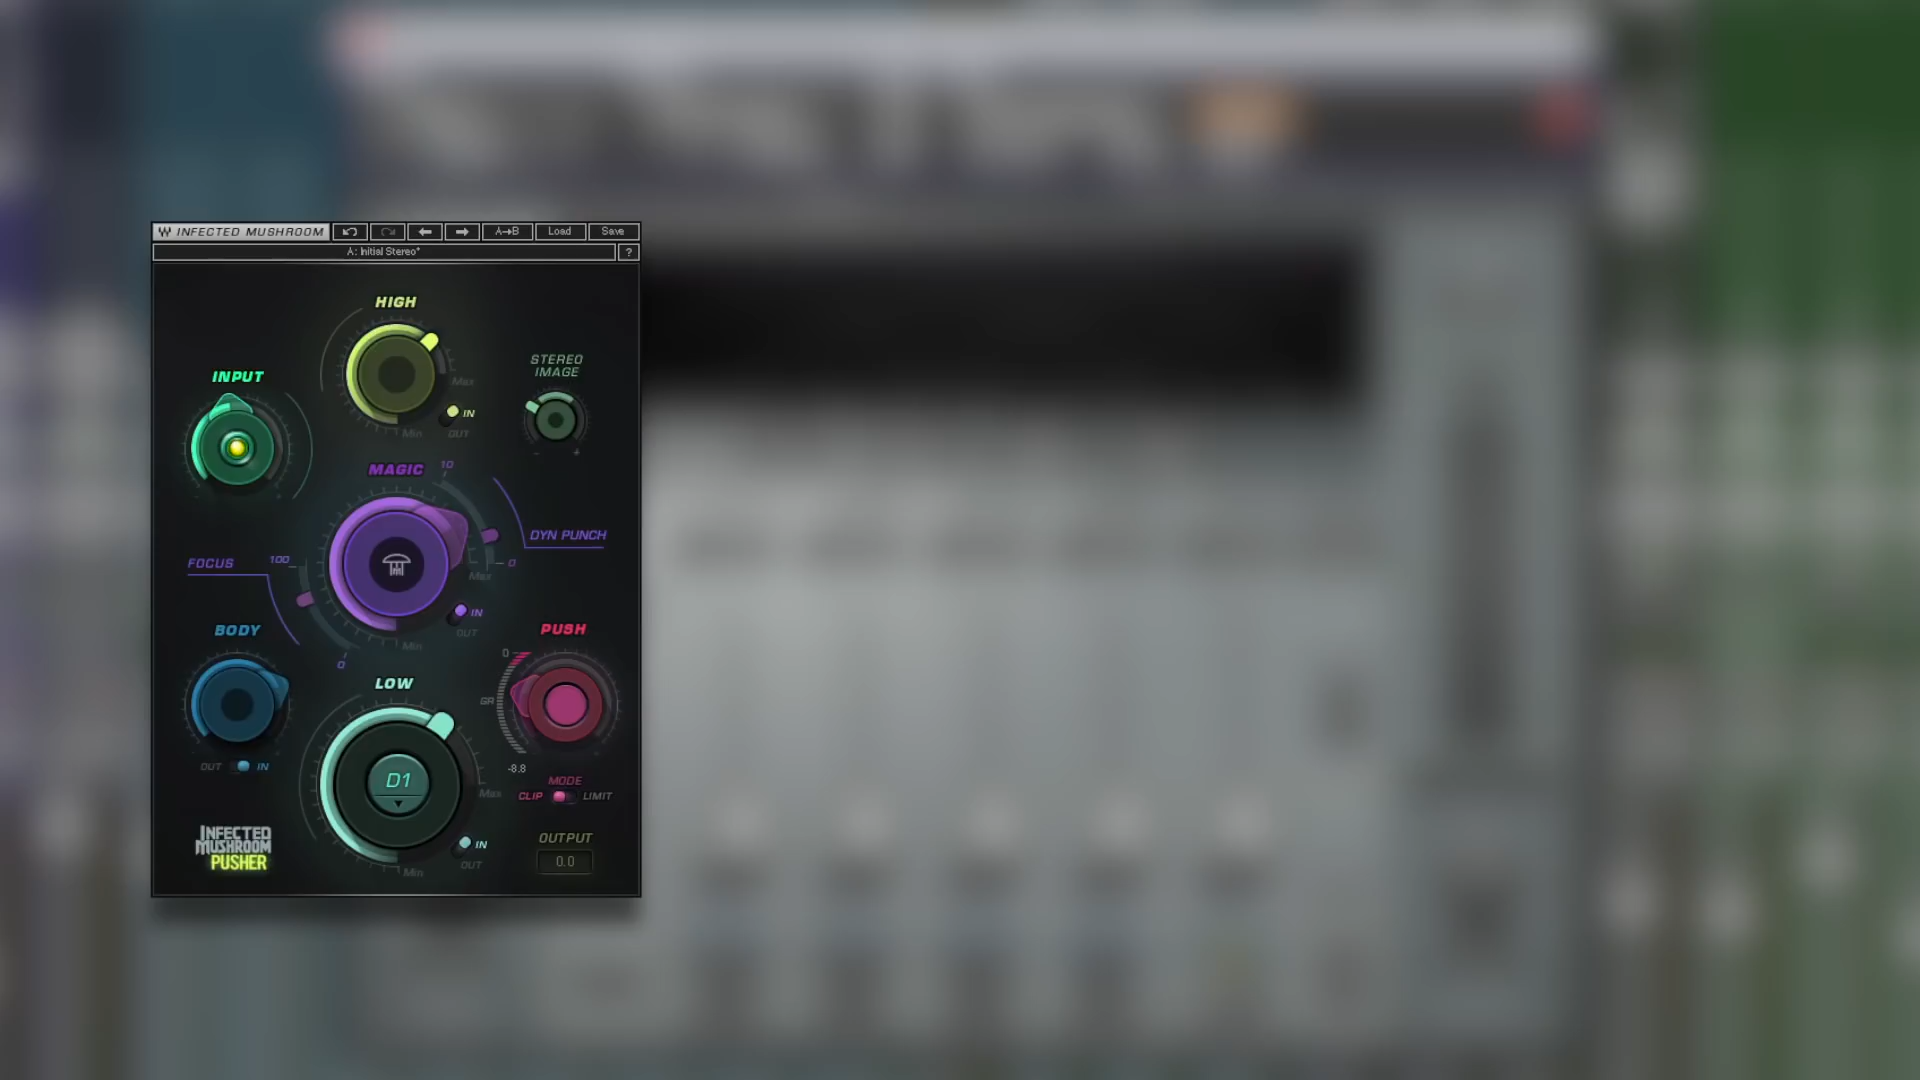 INFECTED MUSHROOM
A→B
Load
Save
A: Initial Stereo*
?
HIGH
Max
Min
IN
OUT
STEREO
IMAGE
-
+
INPUT
MAGIC
10
DYN PUNCH
0
Max
FOCUS
100
IN
OUT
Min
0
BODY
OUT
IN
PUSH
0
GR
-8.8
MODE
CLIP
LIMIT
LOW
D1
Max
IN
OUT
Min
OUTPUT
0.0
INFECTED
MUSHROOM
PUSHER